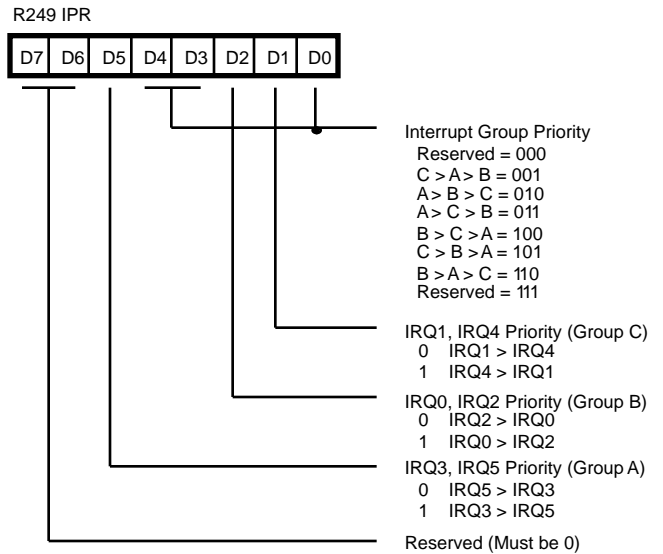 R249 IPR
D7 D6 D5 D4 D3 D2 D1 D0
Interrupt Group Priority
Reserved = 000
C > A > B = 001
A > B > C = 010
A > C > B = 011
B > C > A = 100
C > B > A = 101
B > A > C = 110
Reserved = 111
IRQ1, IRQ4 Priority (Group C)
0 IRQ1 > IRQ4
1 IRQ4 > IRQ1
IRQ0, IRQ2 Priority (Group B)
0 IRQ2 > IRQ0
1 IRQ0 > IRQ2
IRQ3, IRQ5 Priority (Group A)
0 IRQ5 > IRQ3
1 IRQ3 > IRQ5
Reserved (Must be 0)